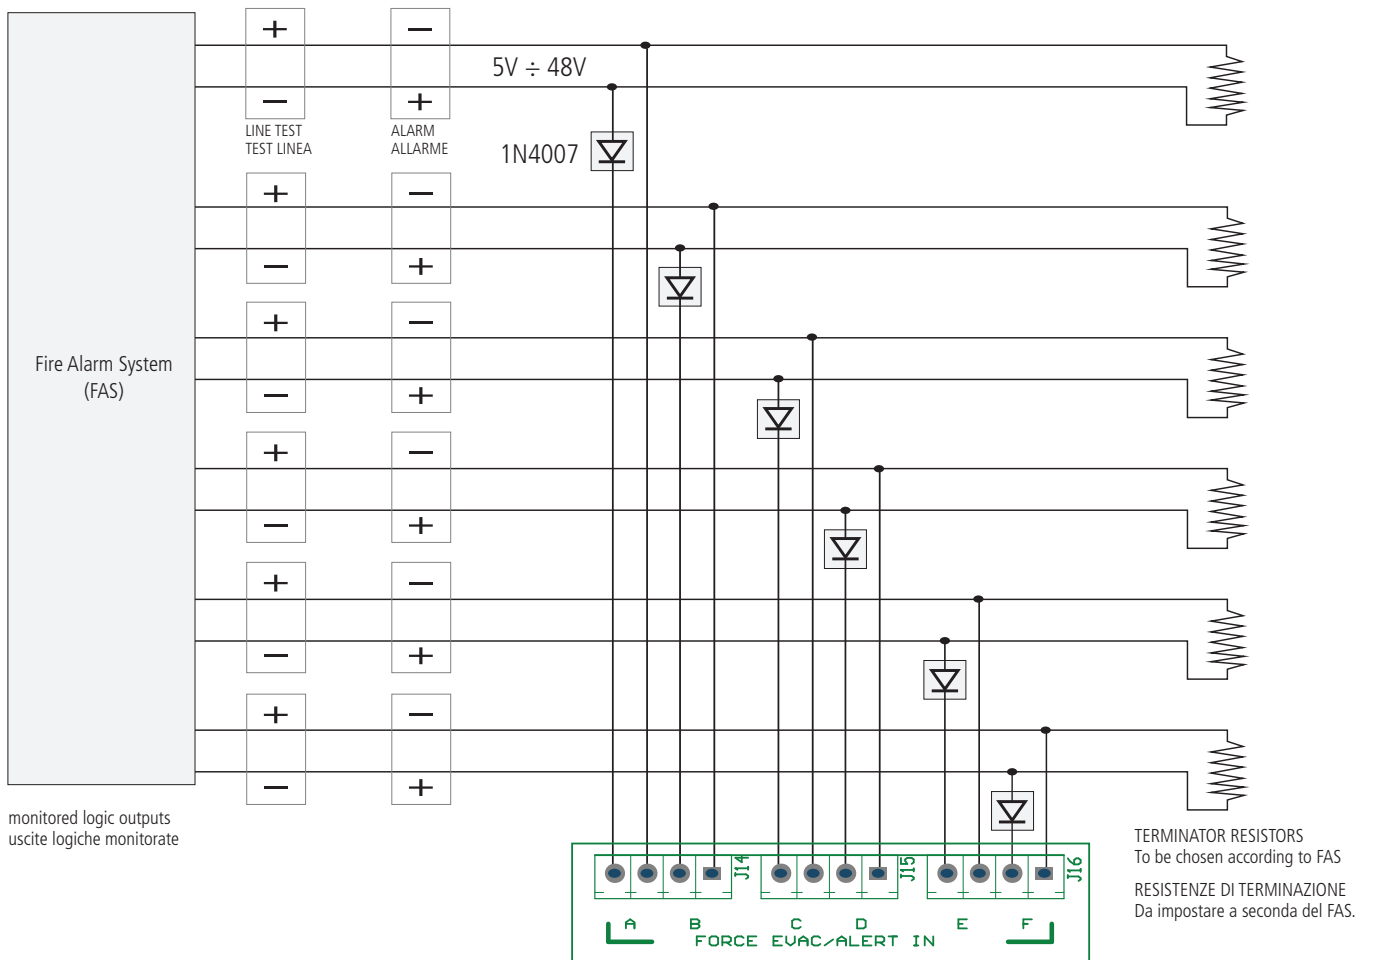 + −
5V ÷ 48V
− +
LINE TEST
TEST LINEA
ALARM
ALLARME
1N4007
+ −
− +
+ −
Fire Alarm System
(FAS)
− +
+ −
− +
+ −
− +
+ −
− +
monitored logic outputs
uscite logiche monitorate
TERMINATOR RESISTORS
To be chosen according to FAS
RESISTENZE DI TERMINAZIONE
Da impostare a seconda del FAS.
J14
J15
J16
A B C D E F
FORCE EVAC/ALERT IN